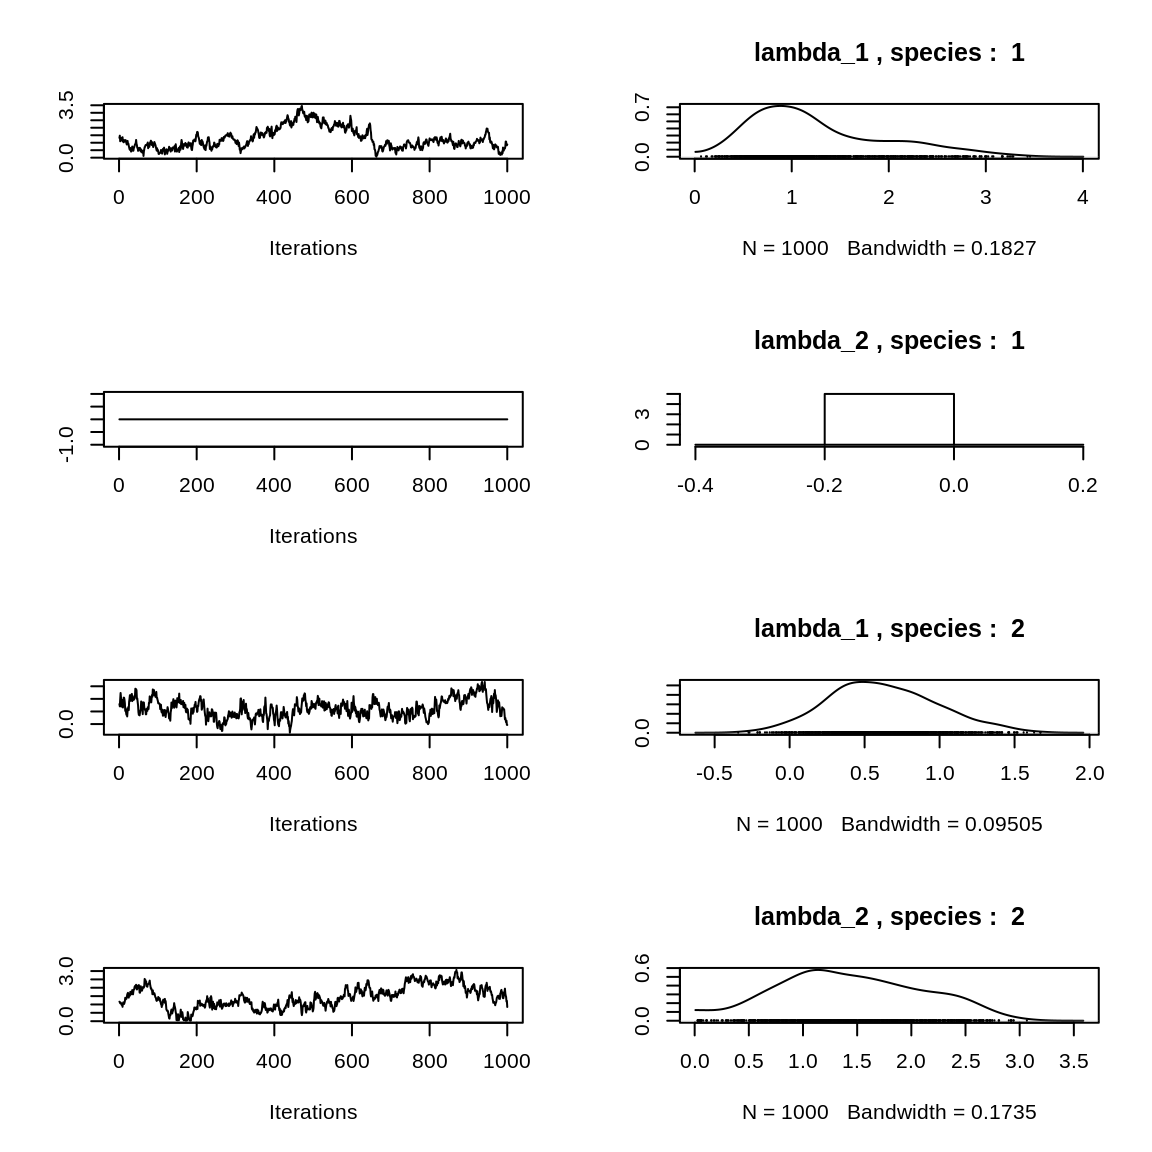 3.5
0.0
0 200 400 600 800 1000
Iterations
lambda_1 , species : 1
0.7
0.0
0 1 2 3 4
N = 1000 Bandwidth = 0.1827
-1.0
0 200 400 600 800 1000
Iterations
lambda_2 , species : 1
3
0
-0.4 -0.2 0.0 0.2
0.0
0 200 400 600 800 1000
Iterations
lambda_1 , species : 2
0.0
-0.5 0.0 0.5 1.0 1.5 2.0
N = 1000 Bandwidth = 0.09505
3.0
0.0
0 200 400 600 800 1000
Iterations
lambda_2 , species : 2
0.6
0.0
0.0 0.5 1.0 1.5 2.0 2.5 3.0 3.5
N = 1000 Bandwidth = 0.1735